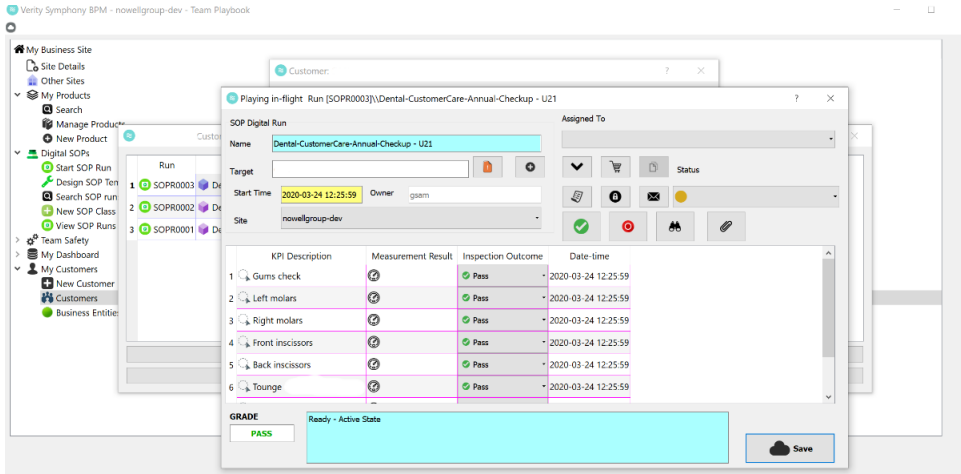 Verity Symphony BPM - nowellgroup-dev - Team Playbook
My Business Site
Site Details
Other Sites
My Products
Search
Manage Products
New Product
Digital SOPs
Start SOP Run
Design SOP Tem
Search SOP run
New SOP Class
View SOP Runs
Team Safety
My Dashboard
My Customers
New Customer
Customers
Business Entitie
Custo
Run
1 SOPR0003 De
2 SOPR0002 De
3 SOPR0001 De
Customer:
?
Playing in-flight Run [SOPR0003]\\Dental-CustomerCare-Annual-Checkup - U21
?
SOP Digital Run
Name Dental-CustomerCare-Annual-Checkup - U21
Target
Start Time 2020-03-24 12:25:59 Owner gsam
Site nowellgroup-dev
Assigned To
Status
KPI Description Measurement Result Inspection Outcome Date-time
1 Gums check Pass 2020-03-24 12:25:59
2 Left molars Pass 2020-03-24 12:25:59
3 Right molars Pass 2020-03-24 12:25:59
4 Front inscissors Pass 2020-03-24 12:25:59
5 Back inscissors Pass 2020-03-24 12:25:59
6 Tounge Pass 2020-03-24 12:25:59
GRADE
PASS
Ready - Active State
Save